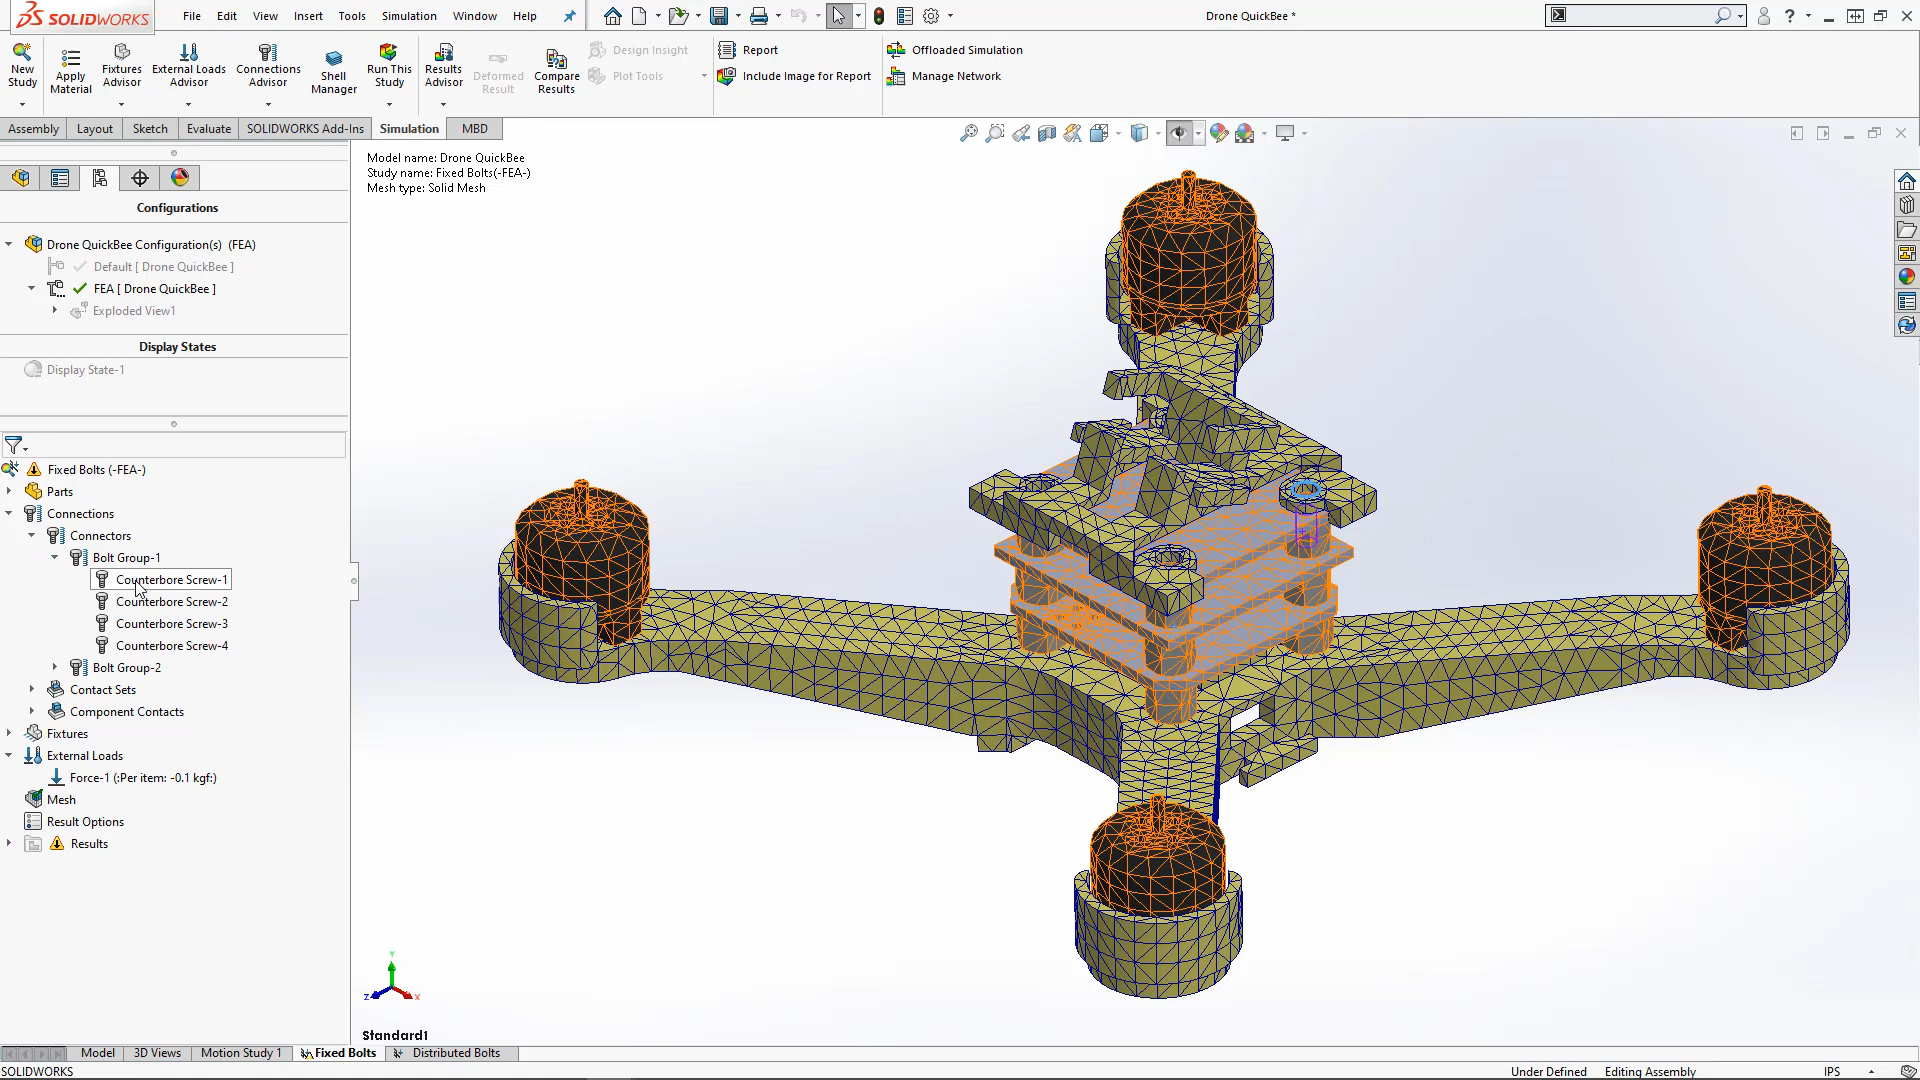 SOLIDWORKS
File Edit View Insert Tools Simulation Window Help
Drone QuickBee *
New Study
Apply Material
Fixtures Advisor
External Loads Advisor
Connections Advisor
Shell Manager
Run This Study
Results Advisor
Deformed Result
Compare Results
Design Insight
Plot Tools
Report
Include Image for Report
Offloaded Simulation
Manage Network
Assembly Layout Sketch Evaluate SOLIDWORKS Add-Ins Simulation MBD
Configurations
Drone QuickBee Configuration(s) (FEA)
Default [ Drone QuickBee ]
FEA [ Drone QuickBee ]
Exploded View1
Display States
Display State-1
Fixed Bolts (-FEA-)
Parts
Connections
Connectors
Bolt Group-1
Counterbore Screw-1
Counterbore Screw-2
Counterbore Screw-3
Counterbore Screw-4
Bolt Group-2
Contact Sets
Component Contacts
Fixtures
External Loads
Force-1 (:Per item: -0.1 kgf:)
Mesh
Result Options
Results
Model name: Drone QuickBee
Study name: Fixed Bolts(-FEA-)
Mesh type: Solid Mesh
Y
Z
X
Standard1
Model 3D Views Motion Study 1 Fixed Bolts Distributed Bolts
SOLIDWORKS
Under Defined Editing Assembly IPS